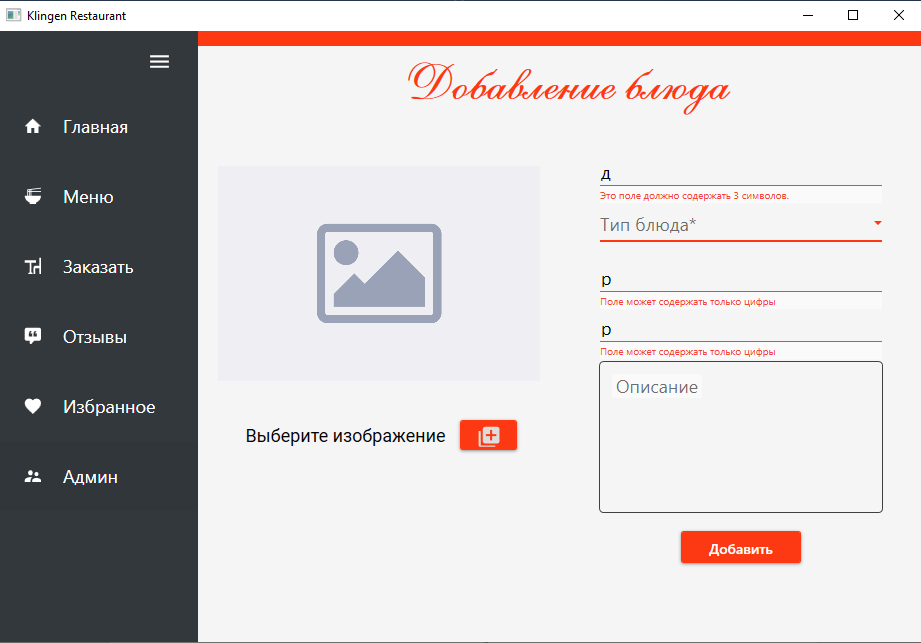 Klingen Restaurant
Добавление блюда
Главная
Меню
Заказать
Отзывы
Избранное
Админ
Выберите изображение
д
Это поле должно содержать 3 символов.
Тип блюда*
р
Поле может содержать только цифры
р
Поле может содержать только цифры
Описание
Добавить